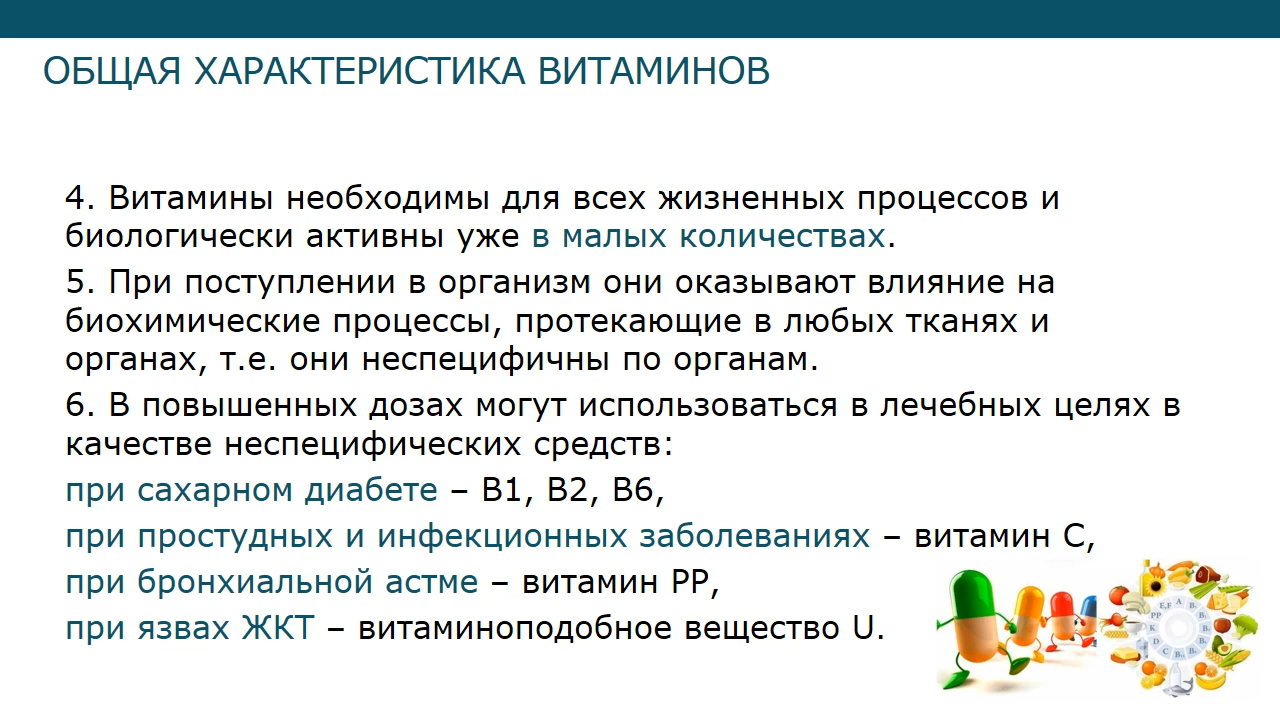 ОБЩАЯ ХАРАКТЕРИСТИКА ВИТАМИНОВ
4. Витамины необходимы для всех жизненных процессов и
биологически активны уже в малых количествах.
5. При поступлении в организм они оказывают влияние на
биохимические процессы, протекающие в любых тканях и
органах, т.е. они неспецифичны по органам.
6. В повышенных дозах могут использоваться в лечебных целях в
качестве неспецифических средств:
при сахарном диабете – В1, В2, В6,
при простудных и инфекционных заболеваниях – витамин С,
при бронхиальной астме – витамин РР,
при язвах ЖКТ – витаминоподобное вещество U.